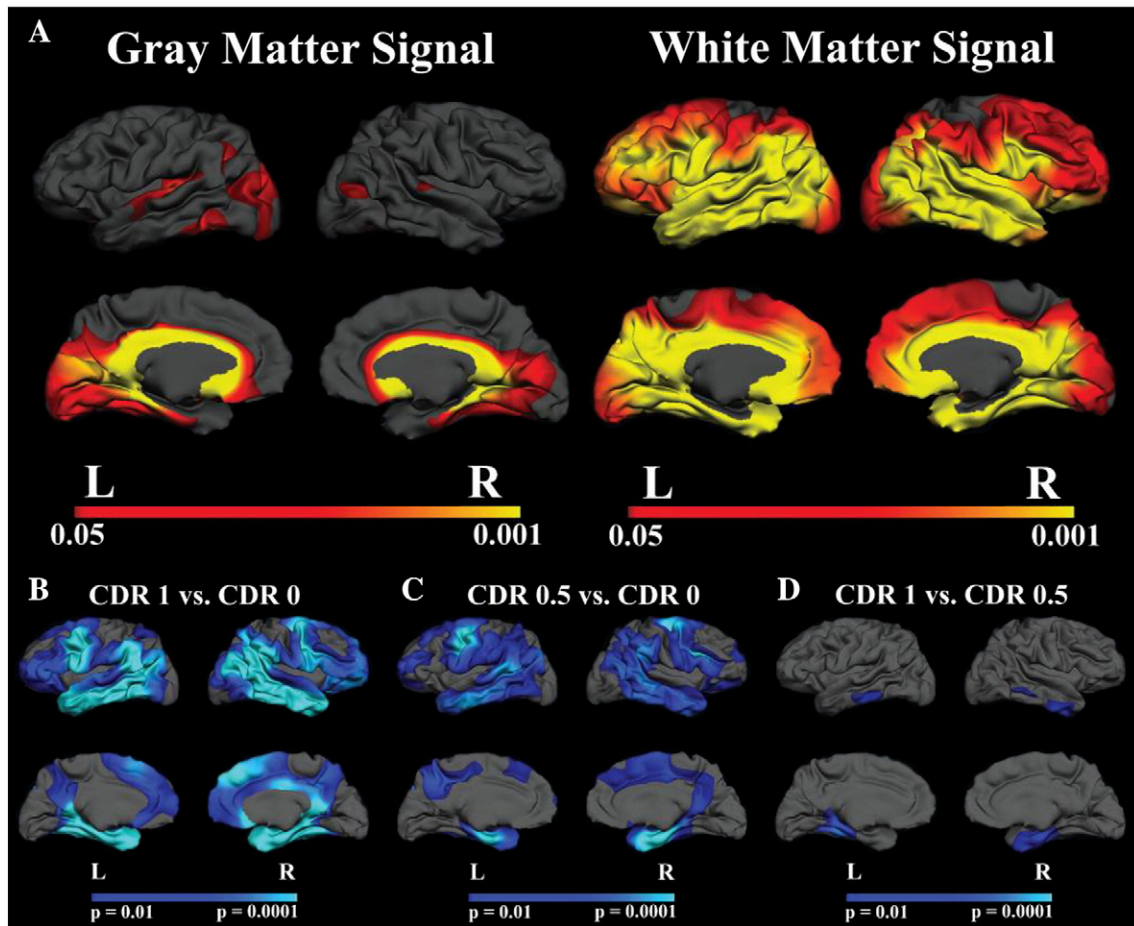 A
Gray Matter Signal
White Matter Signal
L R
0.05 0.001
L R
0.05 0.001
B CDR 1 vs. CDR 0
C CDR 0.5 vs. CDR 0
D CDR 1 vs. CDR 0.5
L R
p = 0.01 p = 0.0001
L R
p = 0.01 p = 0.0001
L R
p = 0.01 p = 0.0001